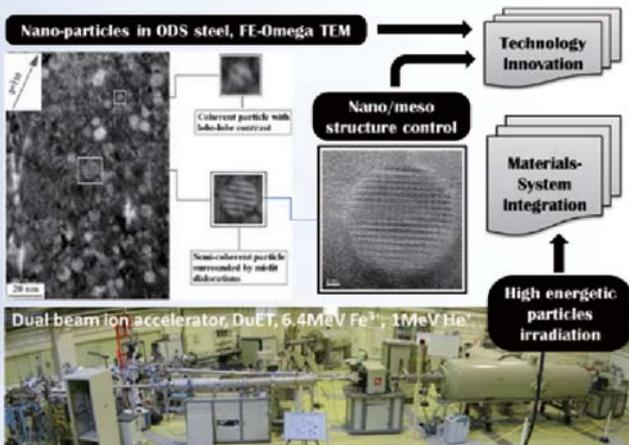 Nano-particles in ODS steel, FE-Omega TEM
Technology
Innovation
Coherent particle with
lobe-lobe contrast
Nano/meso
structure control
Materials-
System
Integration
Semi-coherent particle
surrounded by misfit
dislocations
20 nm
High energetic
particles
irradiation
Dual beam ion accelerator, DuET, 6.4MeV Fe³⁺, 1MeV He⁺